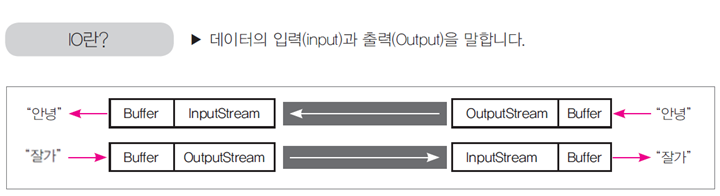 IO란?
▶ 데이터의 입력(input)과 출력(Output)을 말합니다.
“안녕” Buffer InputStream OutputStream Buffer “안녕”
“잘가” Buffer OutputStream InputStream Buffer “잘가”